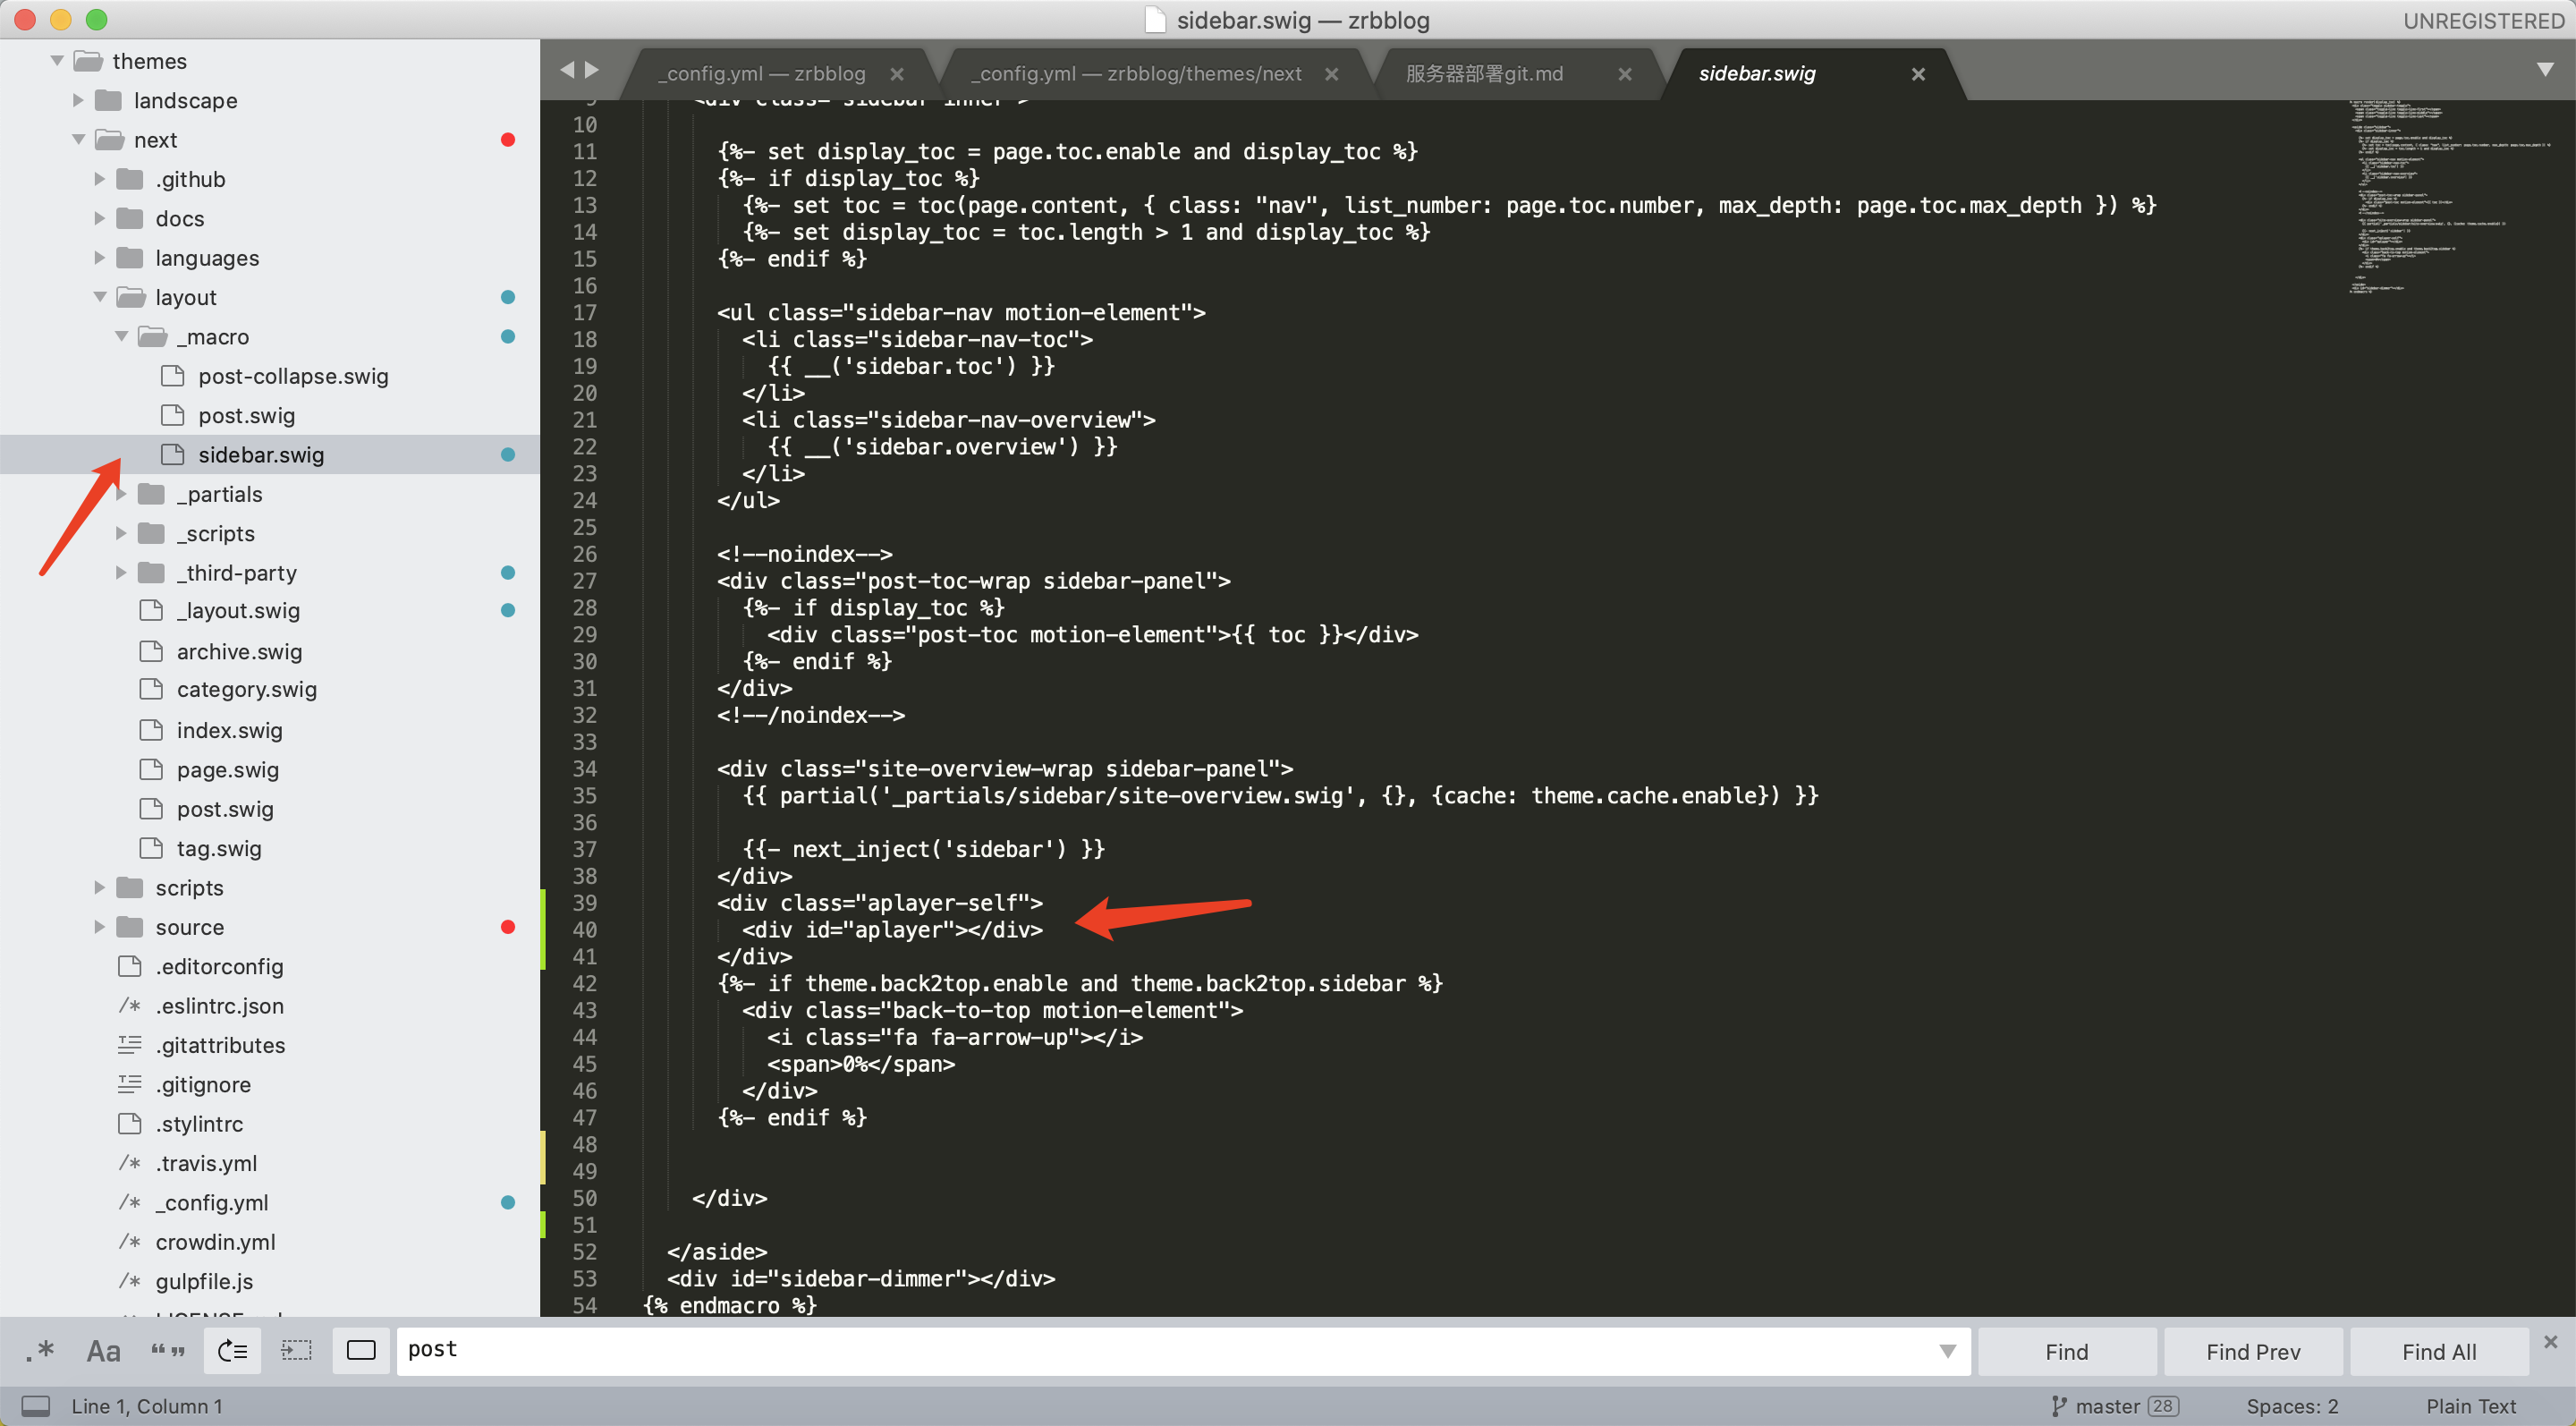 sidebar.swig — zrbblog
UNREGISTERED
themes
landscape
next
.github
docs
languages
layout
_macro
post-collapse.swig
post.swig
sidebar.swig
_partials
_scripts
_third-party
_layout.swig
archive.swig
category.swig
index.swig
page.swig
post.swig
tag.swig
scripts
source
.editorconfig
.eslintrc.json
.gitattributes
.gitignore
.stylintrc
.travis.yml
_config.yml
crowdin.yml
gulpfile.js
_config.yml — zrbblog
_config.yml — zrbblog/themes/next
服务器部署git.md
sidebar.swig
9 <div class="sidebar-inner">
10
11 {%- set display_toc = page.toc.enable and display_toc %}
12 {%- if display_toc %}
13 {%- set toc = toc(page.content, { class: "nav", list_number: page.toc.number, max_depth: page.toc.max_depth }) %}
14 {%- set display_toc = toc.length > 1 and display_toc %}
15 {%- endif %}
16
17 <ul class="sidebar-nav motion-element">
18 <li class="sidebar-nav-toc">
19 {{ __('sidebar.toc') }}
20 </li>
21 <li class="sidebar-nav-overview">
22 {{ __('sidebar.overview') }}
23 </li>
24 </ul>
25
26 <!--noindex-->
27 <div class="post-toc-wrap sidebar-panel">
28 {%- if display_toc %}
29 <div class="post-toc motion-element">{{ toc }}</div>
30 {%- endif %}
31 </div>
32 <!--/noindex-->
33
34 <div class="site-overview-wrap sidebar-panel">
35 {{ partial('_partials/sidebar/site-overview.swig', {}, {cache: theme.cache.enable}) }}
36
37 {{- next_inject('sidebar') }}
38 </div>
39 <div class="aplayer-self">
40 <div id="aplayer"></div>
41 </div>
42 {%- if theme.back2top.enable and theme.back2top.sidebar %}
43 <div class="back-to-top motion-element">
44 <i class="fa fa-arrow-up"></i>
45 <span>0%</span>
46 </div>
47 {%- endif %}
48
49
50 </div>
51
52 </aside>
53 <div id="sidebar-dimmer"></div>
54 {% endmacro %}
.* Aa “” post
Find
Find Prev
Find All
Line 1, Column 1
master 28
Spaces: 2
Plain Text